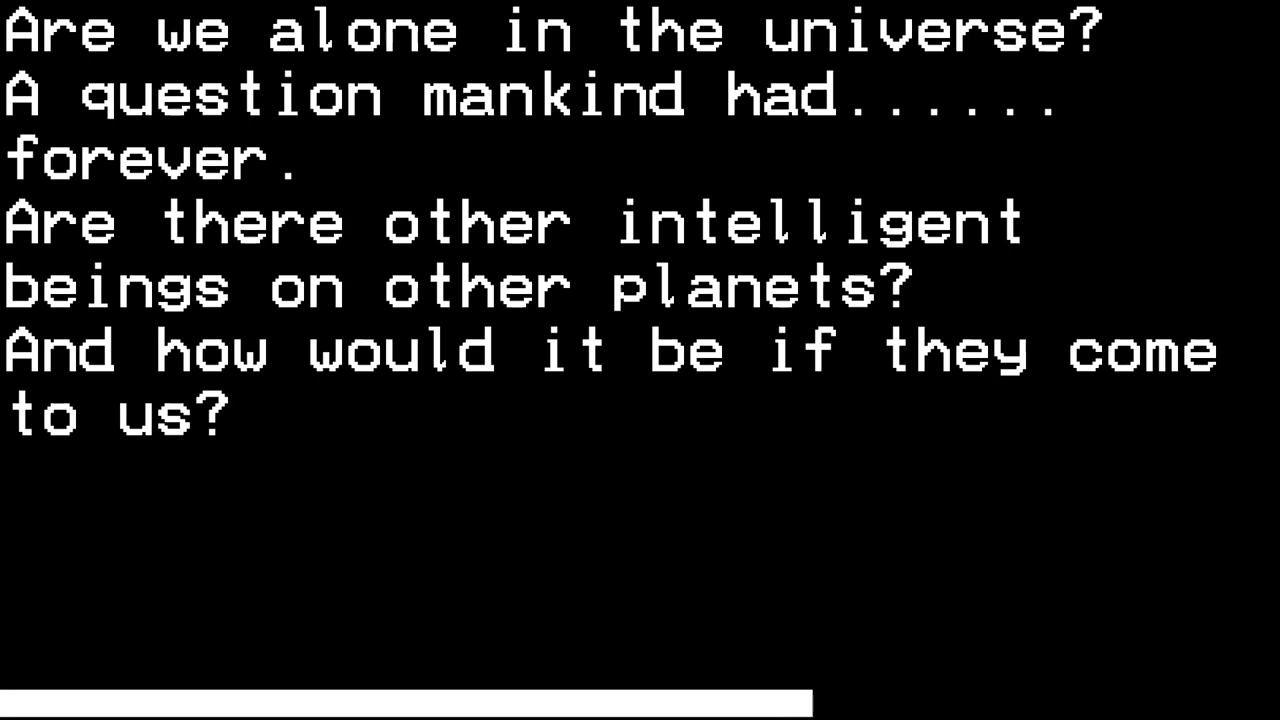 Are we alone in the universe?
A question mankind had......
forever.
Are there other intelligent
beings on other planets?
And how would it be if they come
to us?